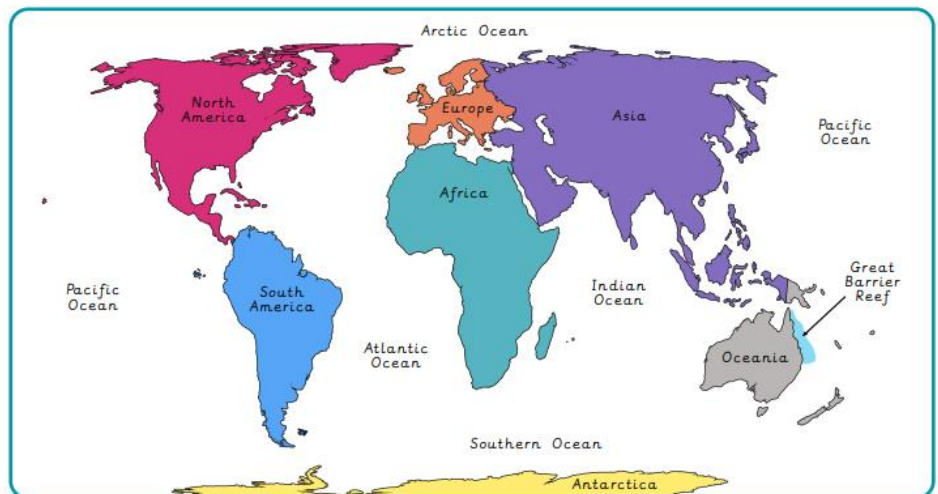 Arctic Ocean
North
America
Europe
Asia
Pacific
Ocean
Africa
Pacific
Ocean
South
America
Indian
Ocean
Great
Barrier
Reef
Atlantic
Ocean
Oceania
Southern Ocean
Antarctica